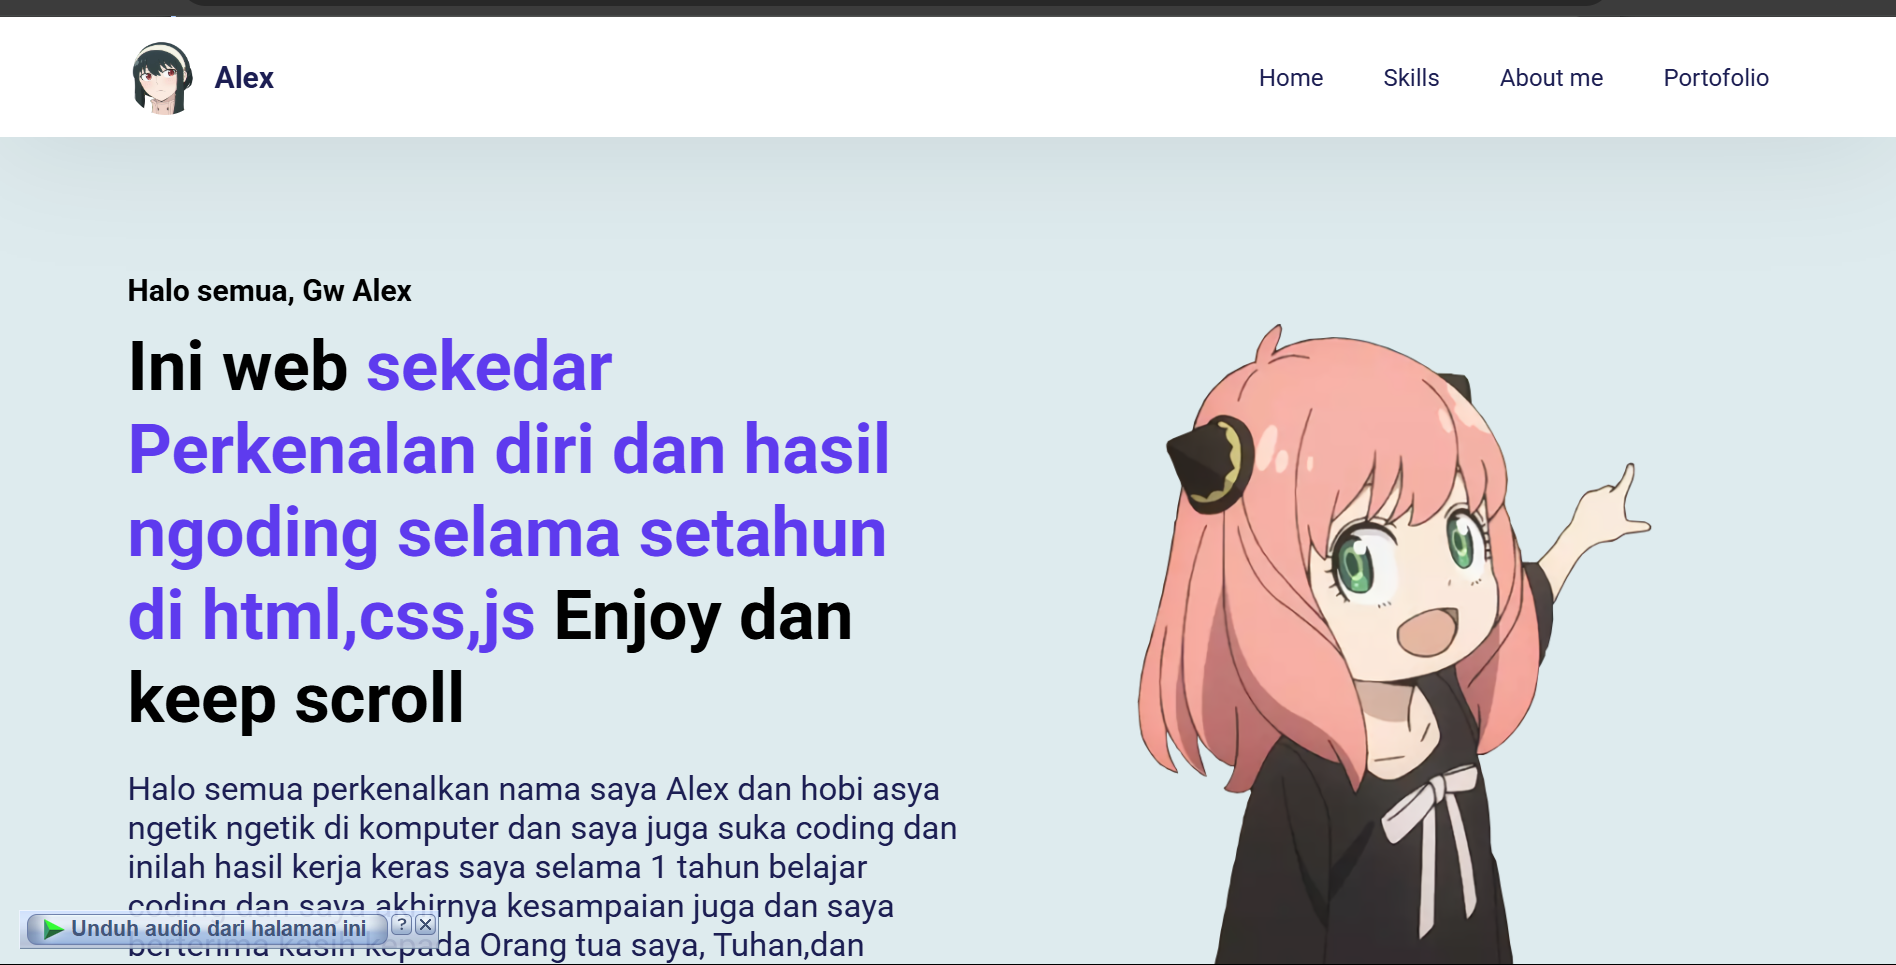 Alex
Home Skills About me Portofolio
Halo semua, Gw Alex
Ini web sekedar
Perkenalan diri dan hasil
ngoding selama setahun
di html,css,js Enjoy dan
keep scroll
Halo semua perkenalkan nama saya Alex dan hobi asya
ngetik ngetik di komputer dan saya juga suka coding dan
inilah hasil kerja keras saya selama 1 tahun belajar
coding dan saya akhirnya kesampaian juga dan saya
berterima kasih kepada Orang tua saya, Tuhan,dan
Unduh audio dari halaman ini ?